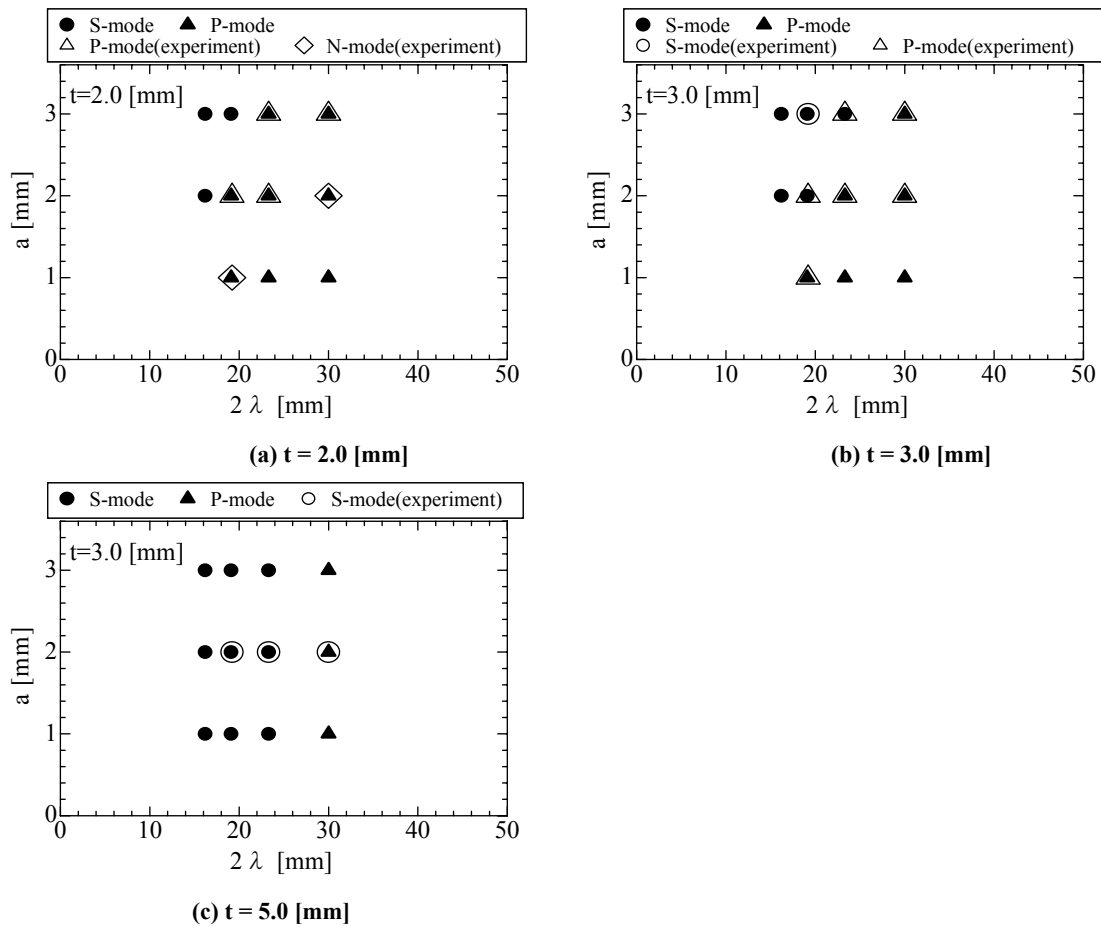 S-mode P-mode
P-mode(experiment) N-mode(experiment)
t=2.0 [mm]
3
2
1
0
a [mm]
0 10 20 30 40 50
2 λ [mm]
(a) t = 2.0 [mm]
S-mode P-mode
S-mode(experiment) P-mode(experiment)
t=3.0 [mm]
3
2
1
0
a [mm]
0 10 20 30 40 50
2 λ [mm]
(b) t = 3.0 [mm]
S-mode P-mode S-mode(experiment)
t=3.0 [mm]
3
2
1
0
a [mm]
0 10 20 30 40 50
2 λ [mm]
(c) t = 5.0 [mm]